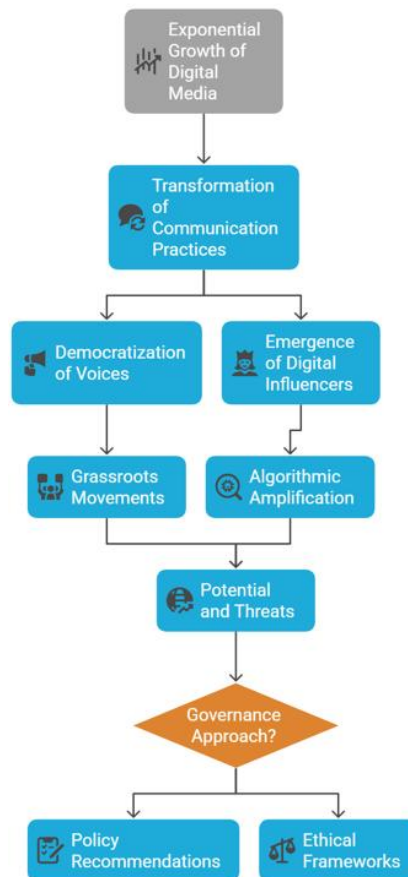 Exponential
Growth of
Digital
Media
Transformation
of
Communication
Practices
Democratization
of Voices
Emergence
of Digital
Influencers
Grassroots
Movements
Algorithmic
Amplification
Potential
and Threats
Governance
Approach?
Policy
Recommendations
Ethical
Frameworks